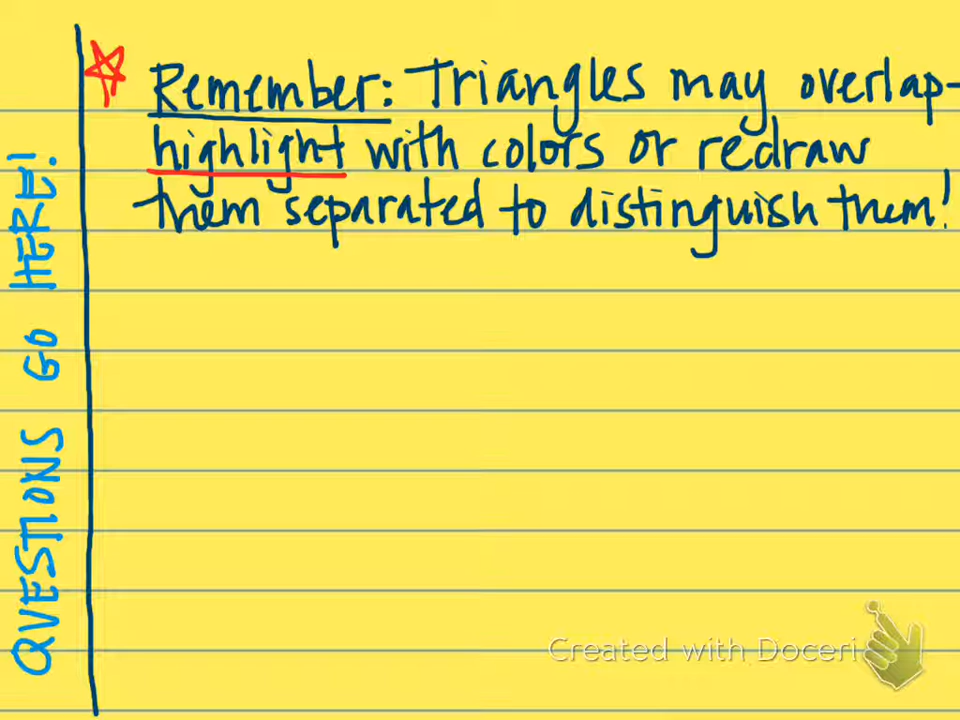 Remember: Triangles may overlap-
highlight with colors or redraw
them separated to distinguish them!
QUESTIONS GO HERE!
Created with Doceri